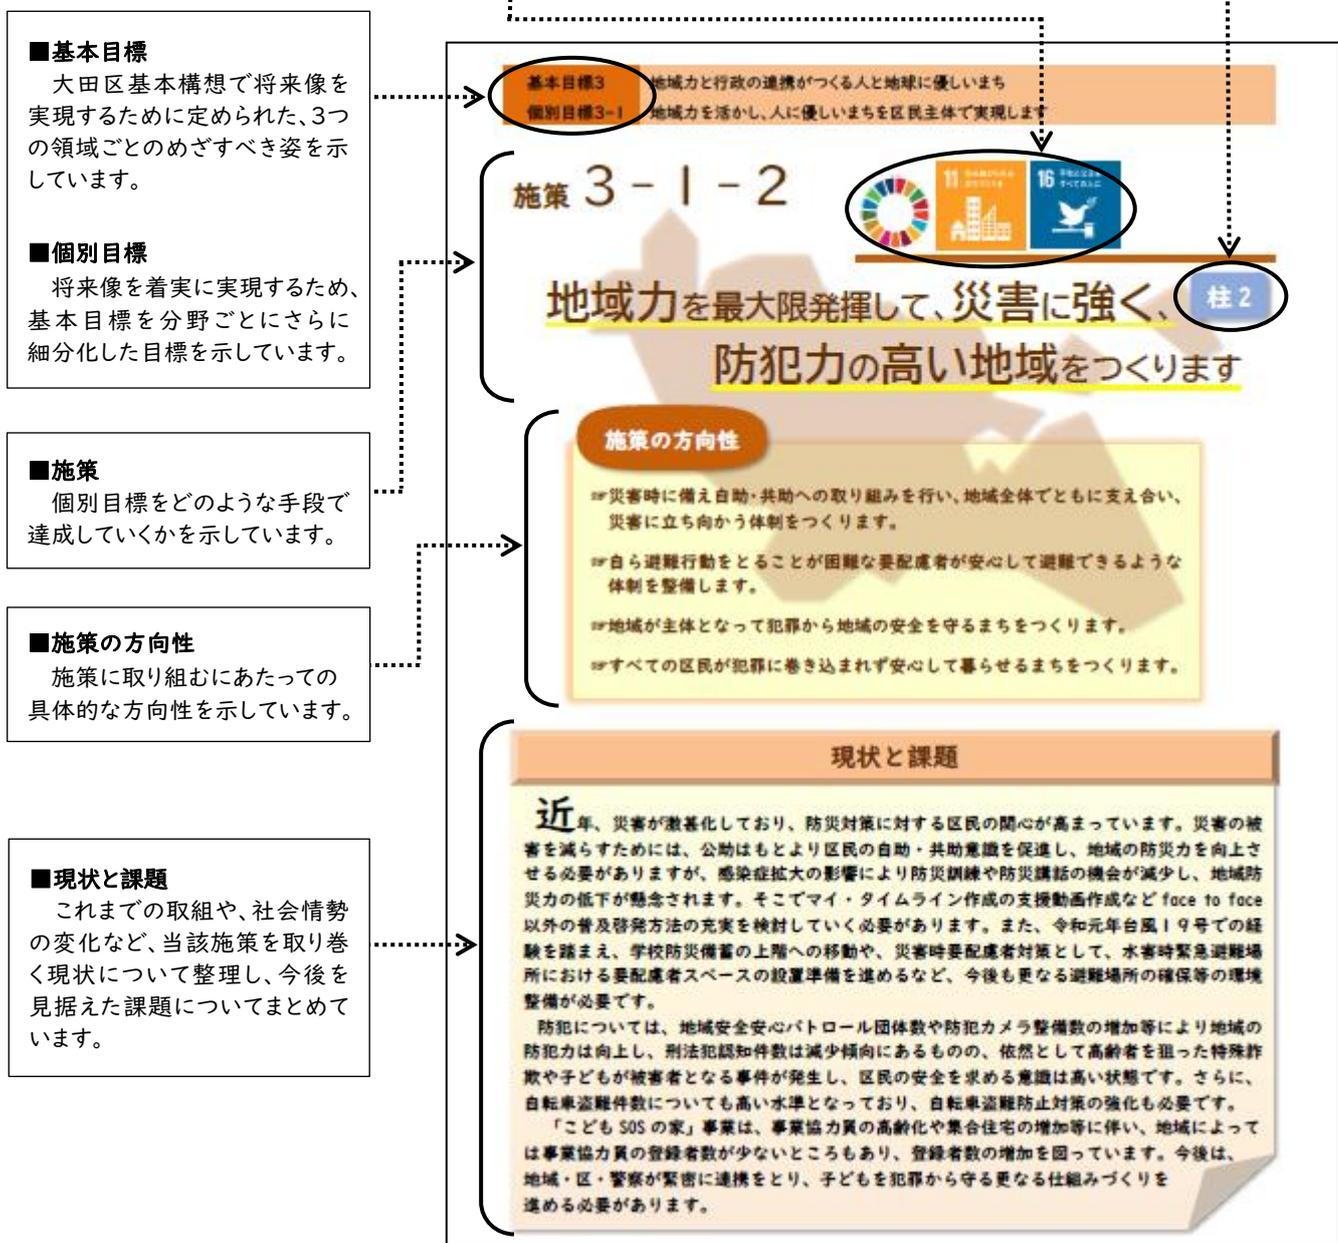 ■基本目標
大田区基本構想で将来像を
実現するために定められた、3つ
の領域ごとのめざすべき姿を示
しています。
■個別目標
将来像を着実に実現するため、
基本目標を分野ごとにさらに
細分化した目標を示しています。
■施策
個別目標をどのような手段で
達成していくかを示しています。
■施策の方向性
施策に取り組むにあたっての
具体的な方向性を示しています。
■現状と課題
これまでの取組や、社会情勢
の変化など、当該施策を取り巻
く現状について整理し、今後を
見据えた課題についてまとめて
います。
基本目標3 地域力と行政の連携がつくる人と地球に優しいまち
個別目標3-1 地域力を活かし、人に優しいまちを区民主体で実現します
施策 3-1-2
11
16
地域力を最大限発揮して、災害に強く、
柱2
防犯力の高い地域をつくります
施策の方向性
☞災害時に備え自助・共助への取り組みを行い、地域全体でともに支え合い、
災害に立ち向かう体制をつくります。
☞自ら避難行動をとることが困難な要配慮者が安心して避難できるような
体制を整備します。
☞地域が主体となって犯罪から地域の安全を守るまちをつくります。
☞すべての区民が犯罪に巻き込まれず安心して暮らせるまちをつくります。
現状と課題
近年、災害が激甚化しており、防災対策に対する区民の関心が高まっています。災害の被
害を減らすためには、公助はもとより区民の自助・共助意識を促進し、地域の防災力を向上さ
せる必要がありますが、感染症拡大の影響により防災訓練や防災講話の機会が減少し、地域防
災力の低下が懸念されます。そこでマイ・タイムライン作成の支援動画作成など face to face
以外の普及啓発方法の充実を検討していく必要があります。また、令和元年台風19号での経
験を踏まえ、学校防災備蓄の上階への移動や、災害時要配慮者対策として、水害時緊急避難場
所における要配慮者スペースの設置準備を進めるなど、今後も更なる避難場所の確保等の環境
整備が必要です。
防犯については、地域安全安心パトロール団体数や防犯カメラ整備数の増加等により地域の
防犯力は向上し、刑法犯認知件数は減少傾向にあるものの、依然として高齢者を狙った特殊詐
欺や子どもが被害者となる事件が発生し、区民の安全を求める意識は高い状態です。さらに、
自転車盗難件数についても高い水準となっており、自転車盗難防止対策の強化も必要です。
「こども SOS の家」事業は、事業協力員の高齢化や集合住宅の増加等に伴い、地域によって
は事業協力員の登録者数が少ないところもあり、登録者数の増加を図っています。今後は、
地域・区・警察が緊密に連携をとり、子どもを犯罪から守る更なる仕組みづくりを
進める必要があります。